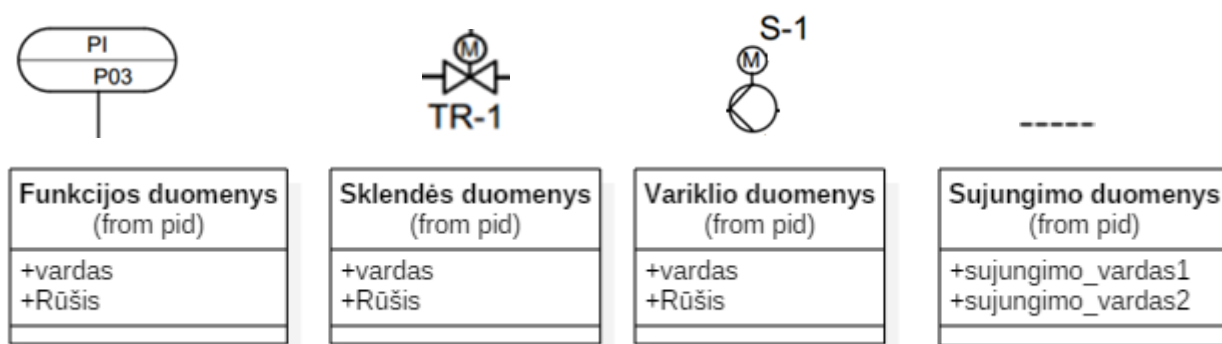 PI
P03
M
TR-1
S-1
M
Funkcijos duomenys
(from pid)
+vardas
+Rūšis
Sklendės duomenys
(from pid)
+vardas
+Rūšis
Variklio duomenys
(from pid)
+vardas
+Rūšis
Sujungimo duomenys
(from pid)
+sujungimo_vardas1
+sujungimo_vardas2